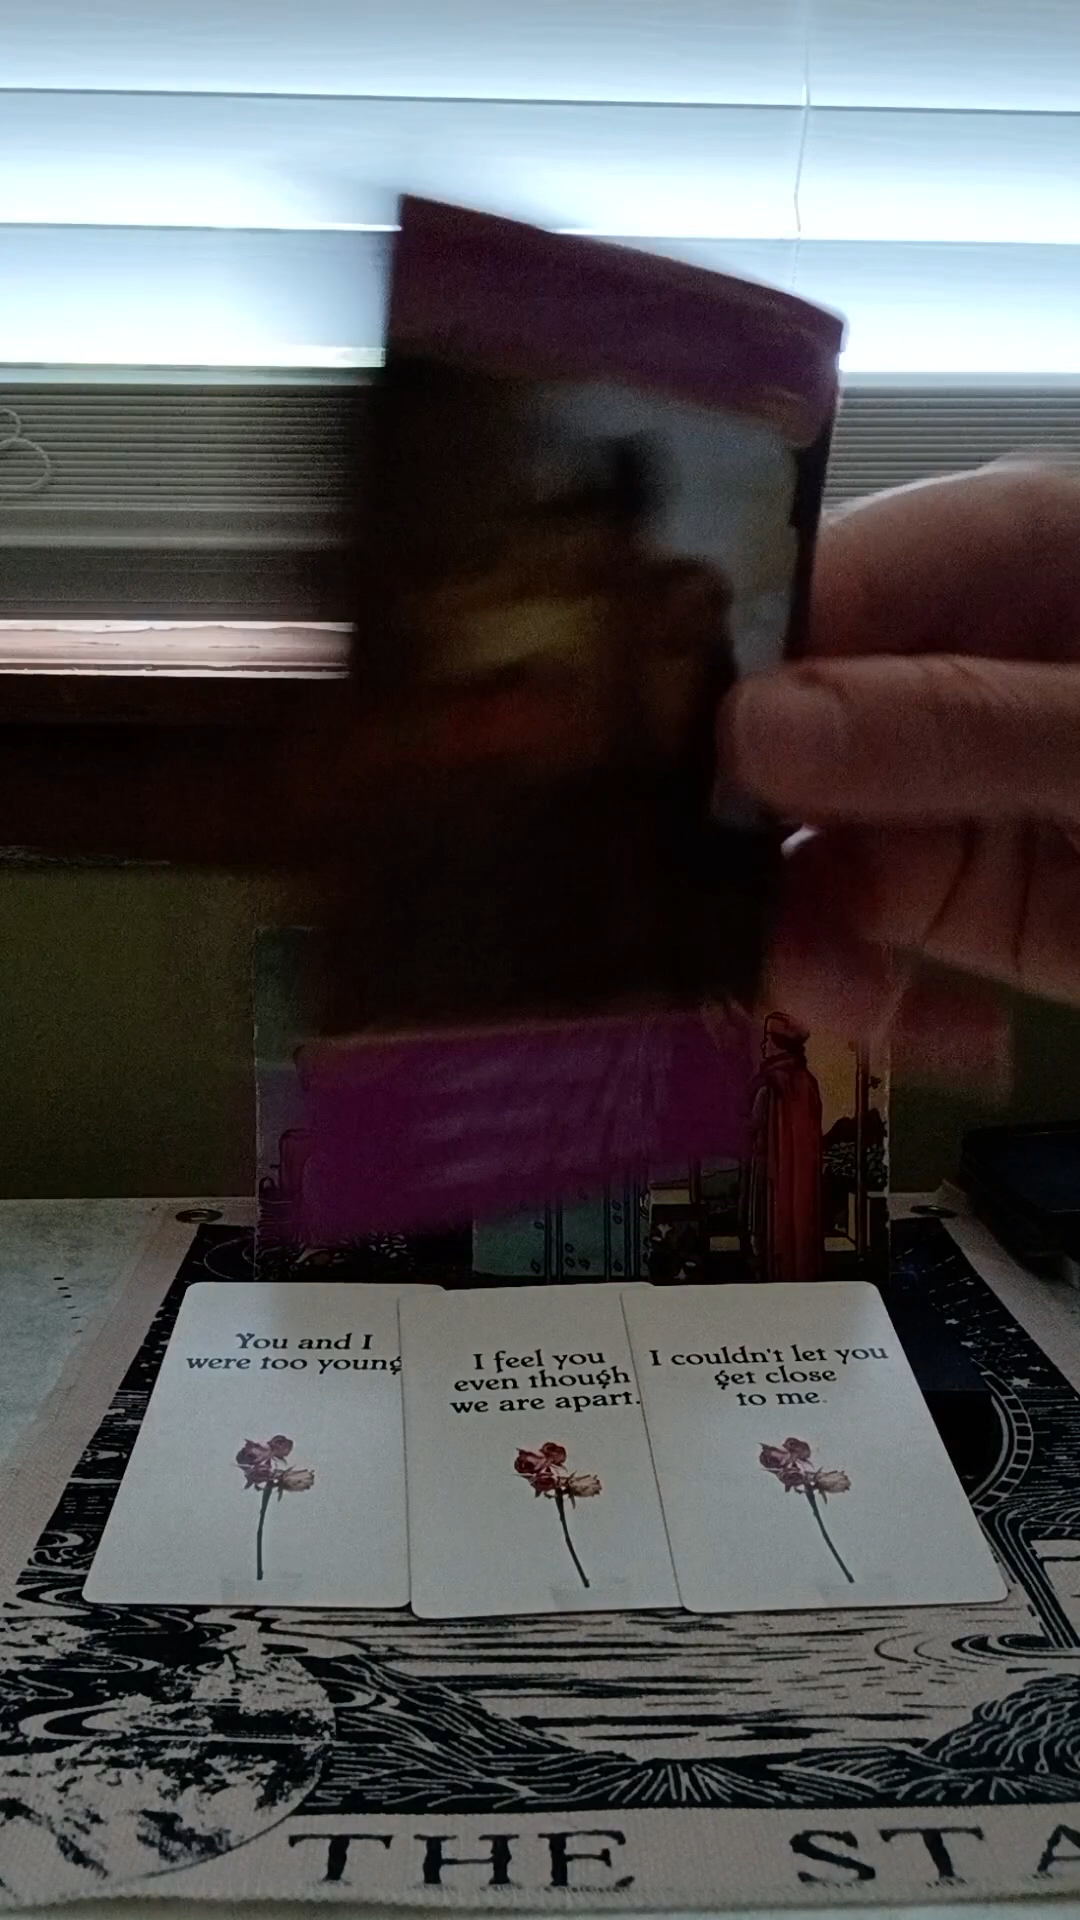 You and I
were too young
I feel you
even though
we are apart.
I couldn't let you
get close
to me.
THE STA